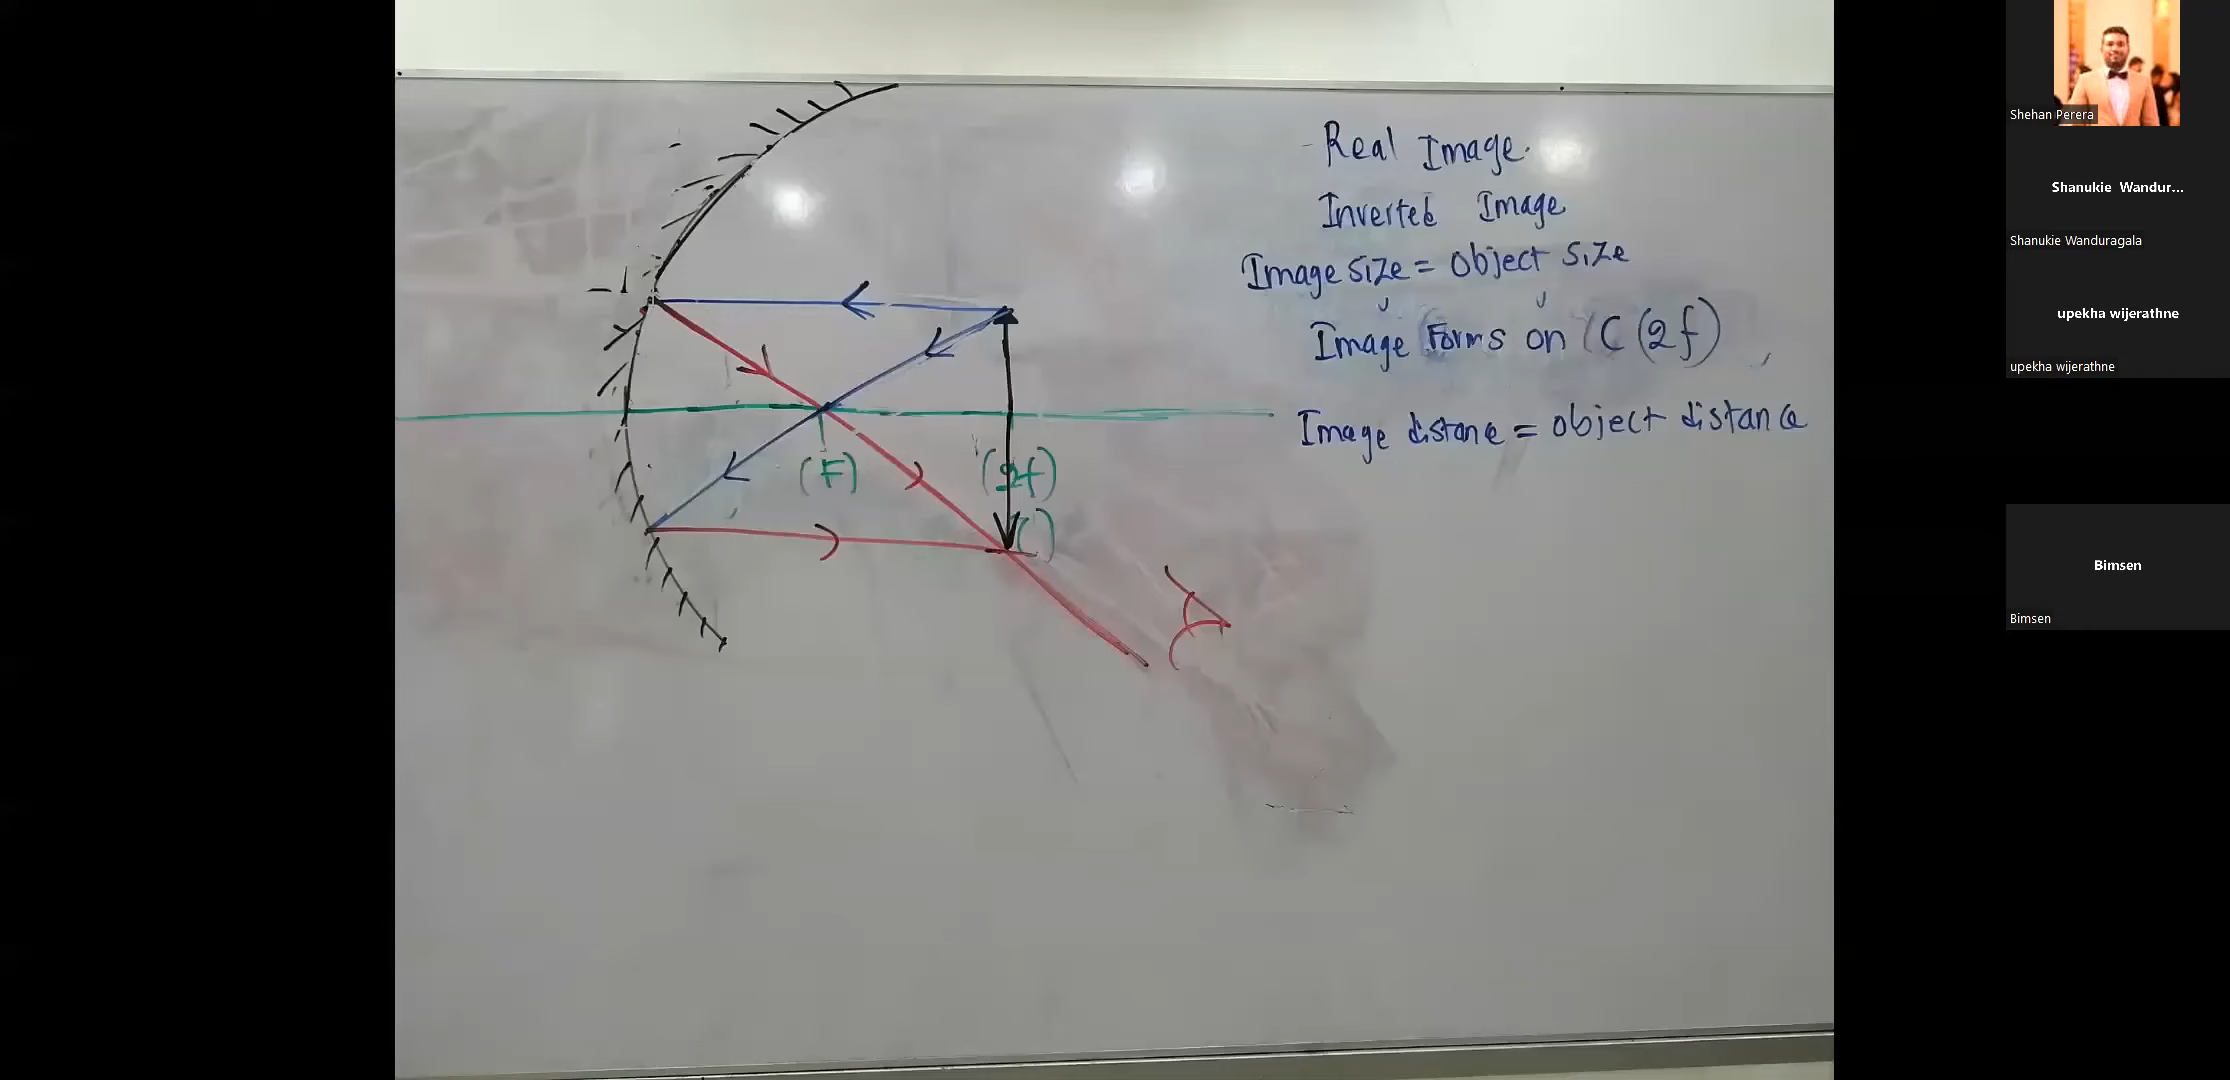 Real Image.
Inverted Image
Image size = object size
Image Forms on C (2f)
Image distance = object distance
(F)
(2f)
Shehan Perera
Shanukie Wandur...
Shanukie Wanduragala
upekha wijerathne
upekha wijerathne
Bimsen
Bimsen